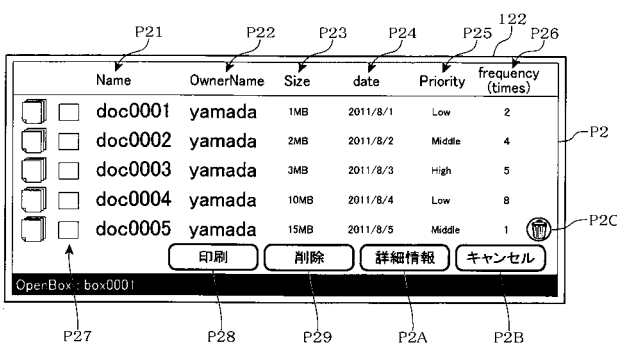 122
P21 P22 P23 P24 P25 P26
Name OwnerName Size date Priority frequency (times)
doc0001 yamada 1MB 2011/8/1 Low 2
doc0002 yamada 2MB 2011/8/2 Middle 4
P2
doc0003 yamada 3MB 2011/8/3 High 5
doc0004 yamada 10MB 2011/8/4 Low 8
doc0005 yamada 15MB 2011/8/5 Middle 1
P2C
印刷 削除 詳細情報 キャンセル
OpenBox : box0001
P27 P28 P29 P2A P2B